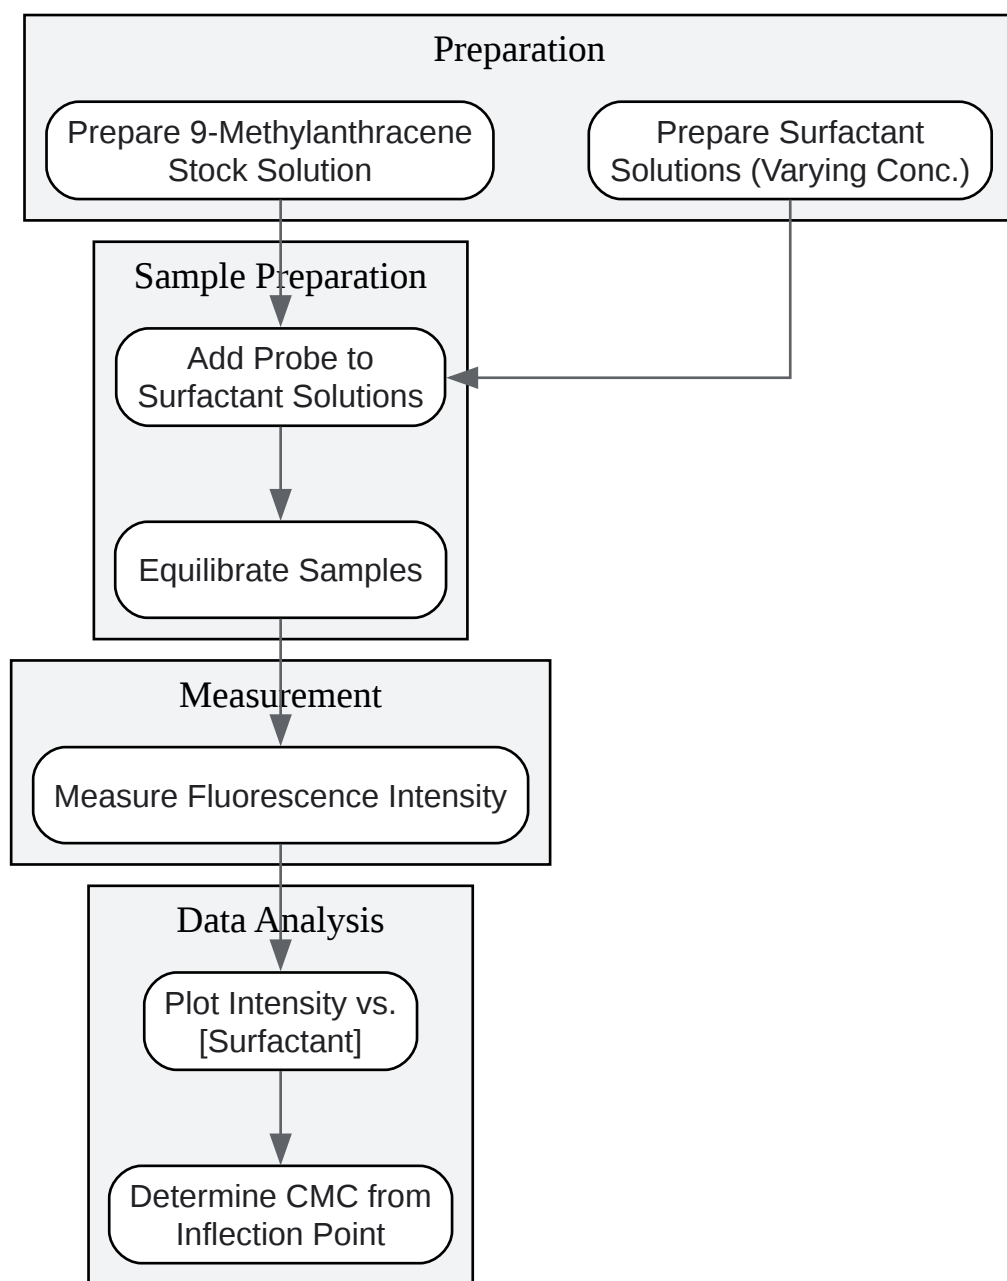 Preparation
Prepare 9-Methylanthracene
Stock Solution
Prepare Surfactant
Solutions (Varying Conc.)
Sample Preparation
Add Probe to
Surfactant Solutions
Equilibrate Samples
Measurement
Measure Fluorescence Intensity
Data Analysis
Plot Intensity vs.
[Surfactant]
Determine CMC from
Inflection Point